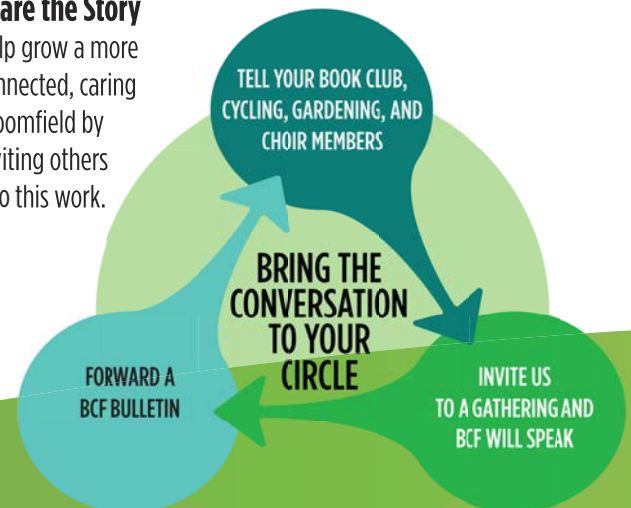 are the Story
lp grow a more
nnected, caring
oomfield by
viting others
o this work.
TELL YOUR BOOK CLUB,
CYCLING, GARDENING, AND
CHOIR MEMBERS
BRING THE
CONVERSATION
TO YOUR
CIRCLE
FORWARD A
BCF BULLETIN
INVITE US
TO A GATHERING AND
BCF WILL SPEAK